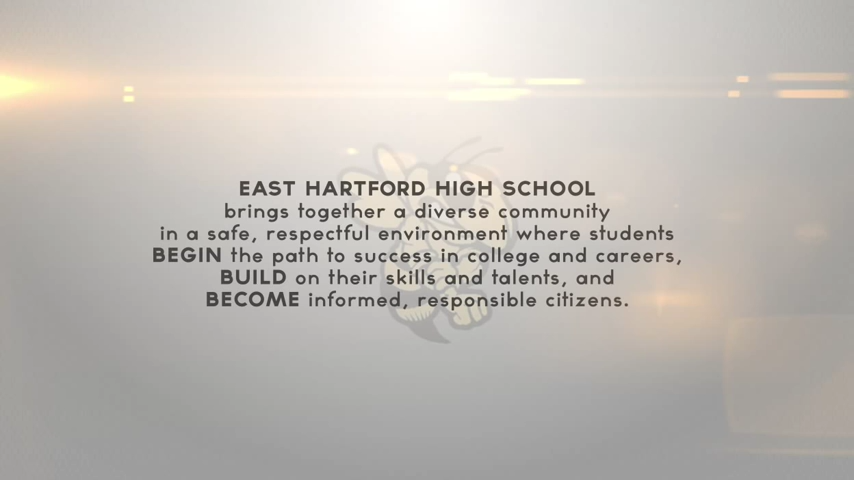 EAST HARTFORD HIGH SCHOOL
brings together a diverse community
in a safe, respectful environment where students
BEGIN the path to success in college and careers,
BUILD on their skills and talents, and
BECOME informed, responsible citizens.